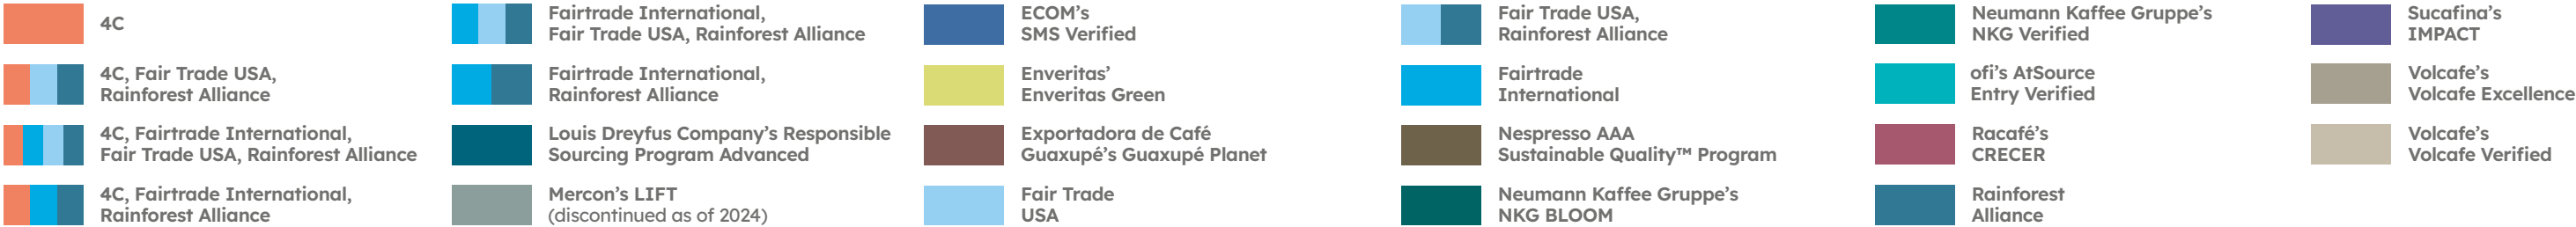 4C
4C, Fair Trade USA,
Rainforest Alliance
4C, Fairtrade International,
Fair Trade USA, Rainforest Alliance
4C, Fairtrade International,
Rainforest Alliance
Fairtrade International,
Fair Trade USA, Rainforest Alliance
Fairtrade International,
Rainforest Alliance
Louis Dreyfus Company’s Responsible
Sourcing Program Advanced
Mercon’s LIFT
(discontinued as of 2024)
ECOM’s
SMS Verified
Enveritas’
Enveritas Green
Exportadora de Café
Guaxupé’s Guaxupé Planet
Fair Trade
USA
Fair Trade USA,
Rainforest Alliance
Fairtrade
International
Nespresso AAA
Sustainable Quality™ Program
Neumann Kaffee Gruppe’s
NKG BLOOM
Neumann Kaffee Gruppe’s
NKG Verified
ofi’s AtSource
Entry Verified
Racafé’s
CRECER
Rainforest
Alliance
Sucafina’s
IMPACT
Volcafe’s
Volcafe Excellence
Volcafe’s
Volcafe Verified